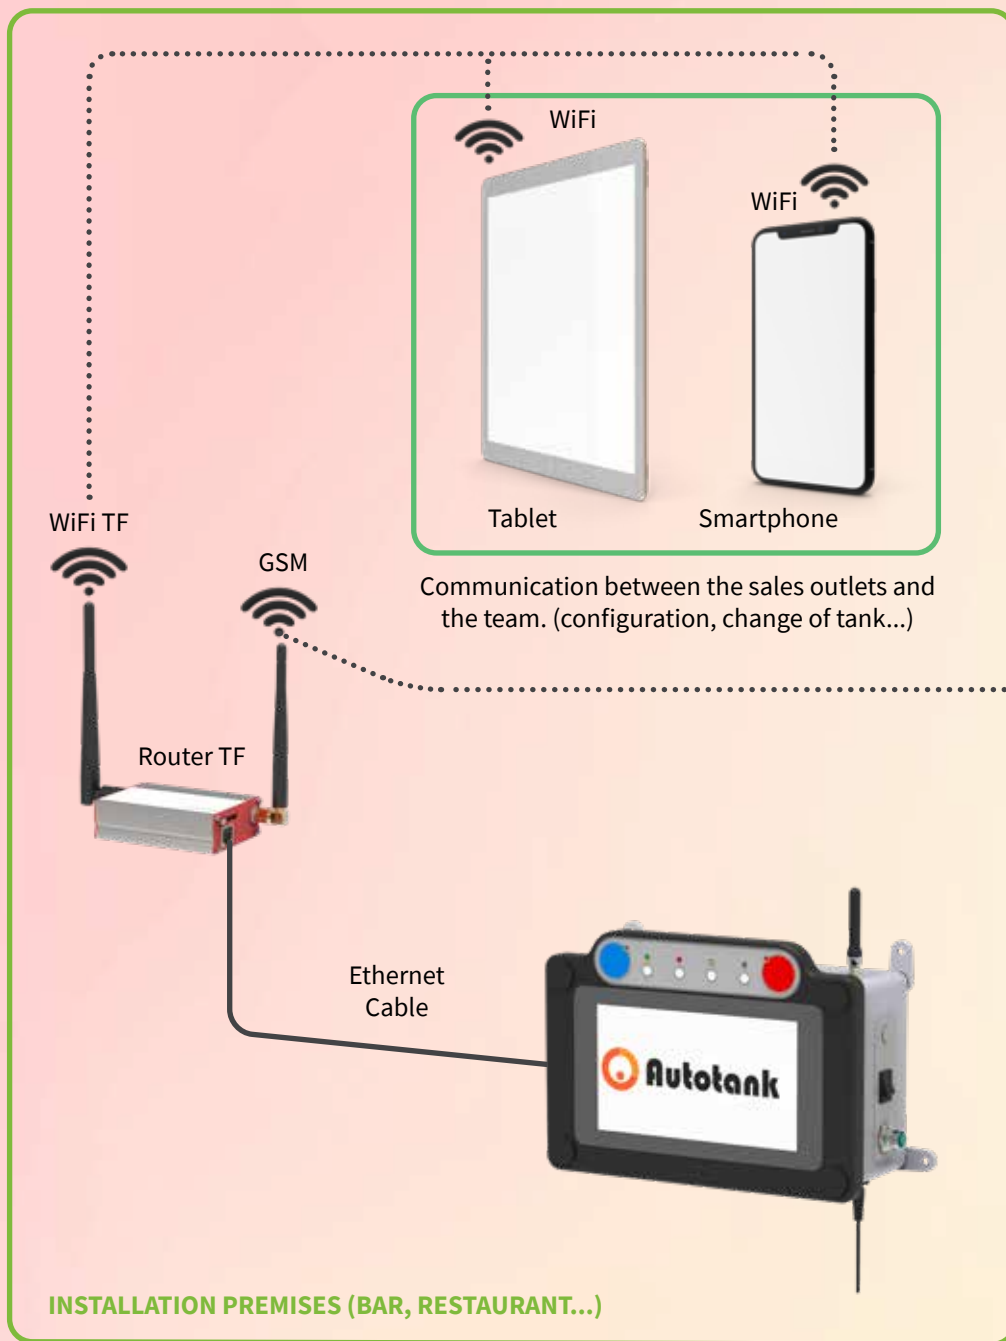 WiFi
WiFi
Tablet
Smartphone
WiFi TF
GSM
Communication between the sales outlets and
the team. (configuration, change of tank...)
Router TF
Ethernet
Cable
Autotank
INSTALLATION PREMISES (BAR, RESTAURANT...)